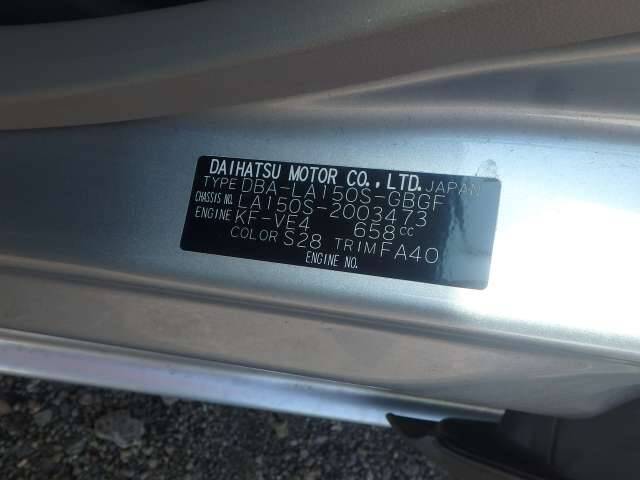 DAIHATSU MOTOR CO., LTD. JAPAN
TYPE DBA-LA150S-GBGF
CHASSIS NO. LA150S-2003473
ENGINE KF-VE4 658cc
COLOR S28 TRIM FA40
ENGINE NO.